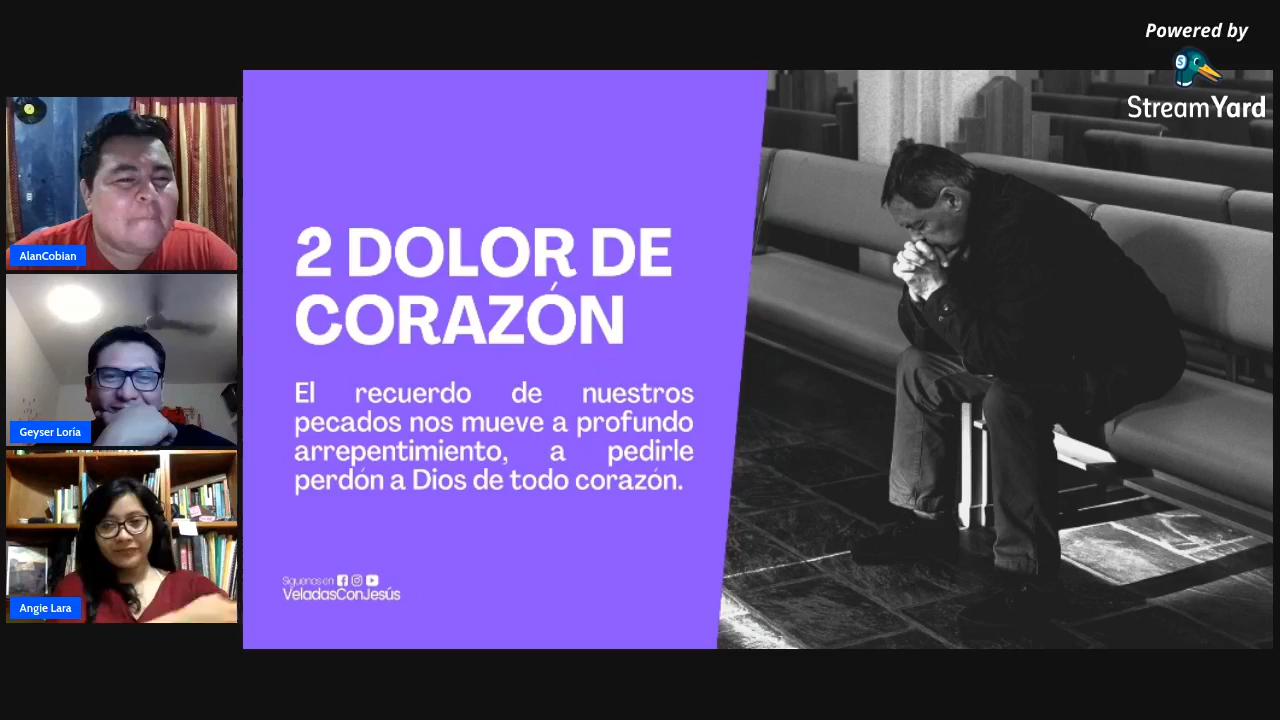 Powered by
StreamYard
AlanCobian
Geyser Loría
Angie Lara
2 DOLOR DE
CORAZÓN
El recuerdo de nuestros
pecados nos mueve a profundo
arrepentimiento, a pedirle
perdón a Dios de todo corazón.
Siguenos en
VeladasConJesús